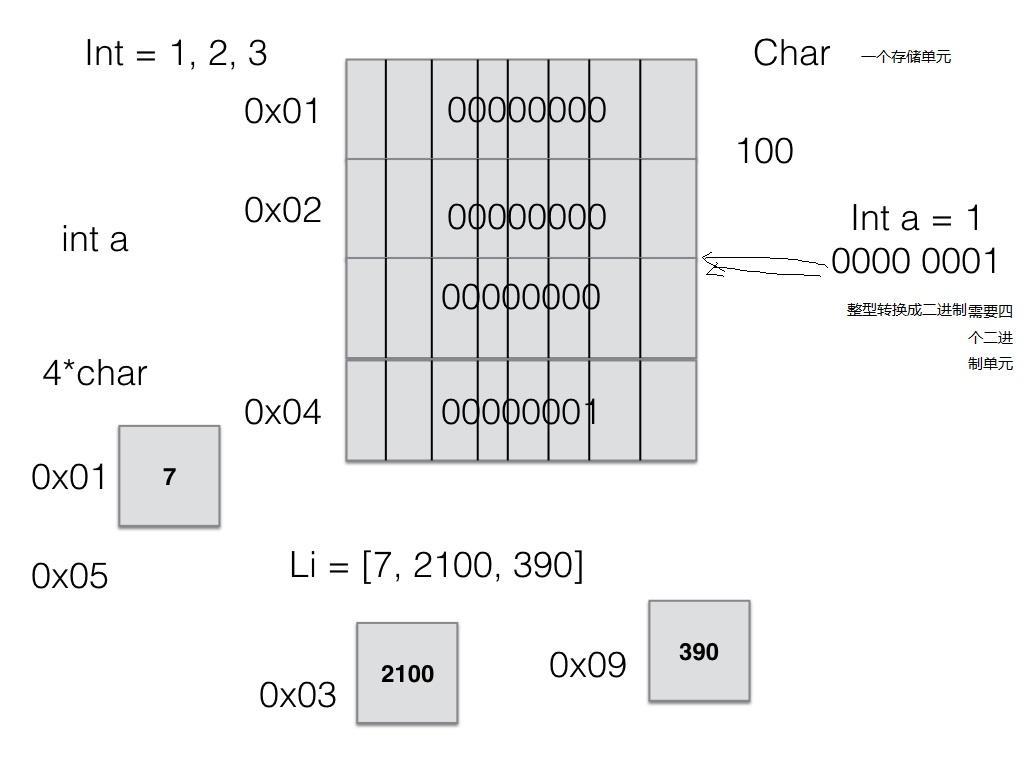 Int = 1, 2, 3
Char 一个存储单元
0x01 00000000
100
0x02 00000000
int a
Int a = 1
0000 0001
00000000
整型转换成二进制需要四
个二进
制单元
4*char
0x04 00000001
0x01 7
0x05
Li = [7, 2100, 390]
0x03 2100
0x09 390